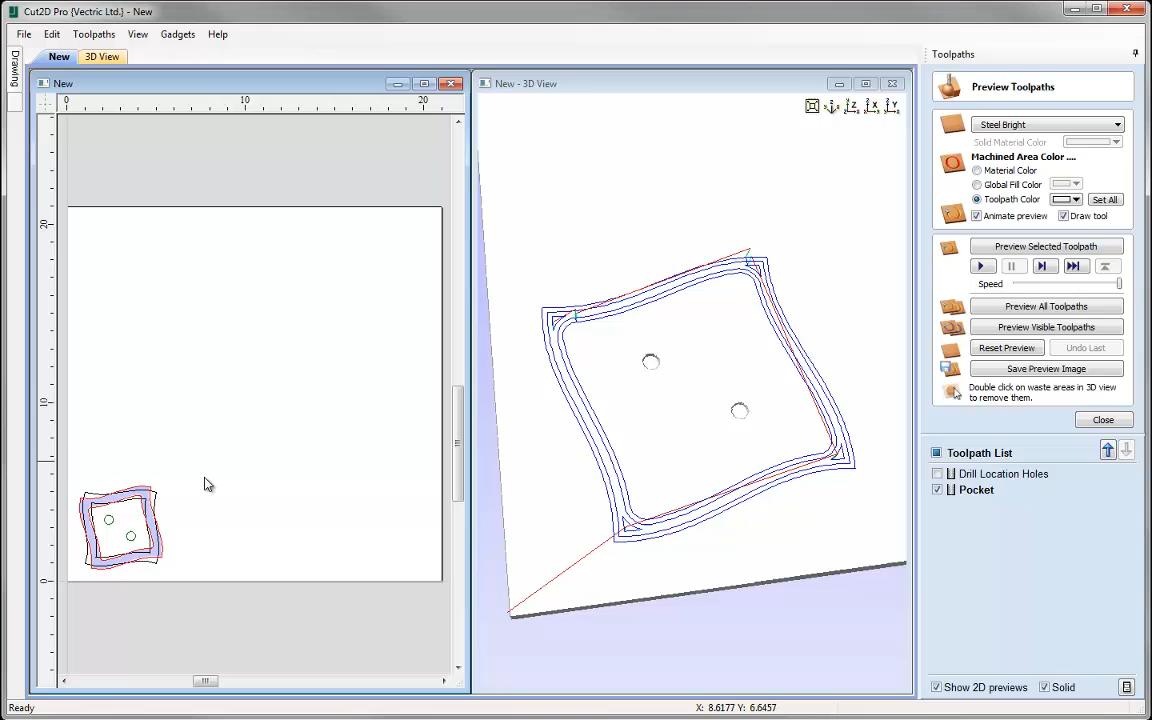 Cut2D Pro {Vectric Ltd.} - New
File Edit Toolpaths View Gadgets Help
Drawing
New
3D View
New
0 10 20
20
10
0
New - 3D View
Z X Y
Toolpaths
Preview Toolpaths
Steel Bright
Solid Material Color
Machined Area Color ....
Material Color
Global Fill Color
Toolpath Color
Set All
Animate preview
Draw tool
Preview Selected Toolpath
Speed
Preview All Toolpaths
Preview Visible Toolpaths
Reset Preview
Undo Last
Save Preview Image
Double click on waste areas in 3D view
to remove them.
Close
Toolpath List
Drill Location Holes
Pocket
Show 2D previews
Solid
Ready
X: 8.6177 Y: 6.6457